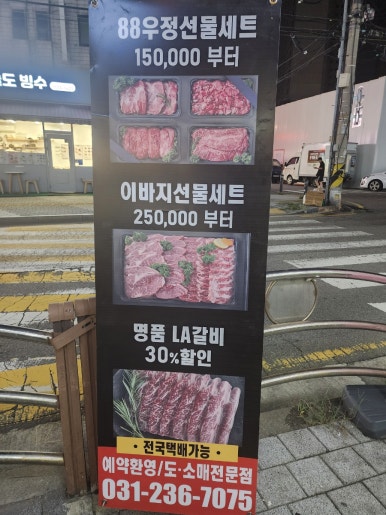 도 빙수
88우정선물세트
150,000 부터
이바지선물세트
250,000 부터
명품 LA갈비
30%할인
전국택배가능
예약환영/도·소매전문점
031-236-7075